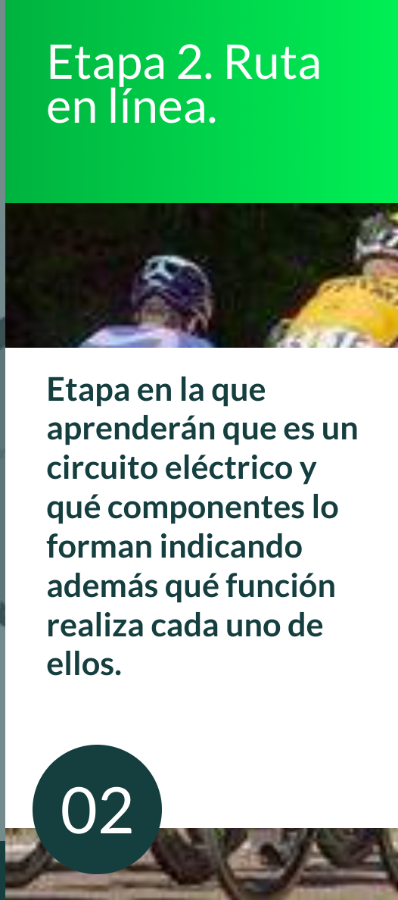 Etapa 2. Ruta
en línea.
Etapa en la que
aprenderán que es un
circuito eléctrico y
qué componentes lo
forman indicando
además qué función
realiza cada uno de
ellos.
02